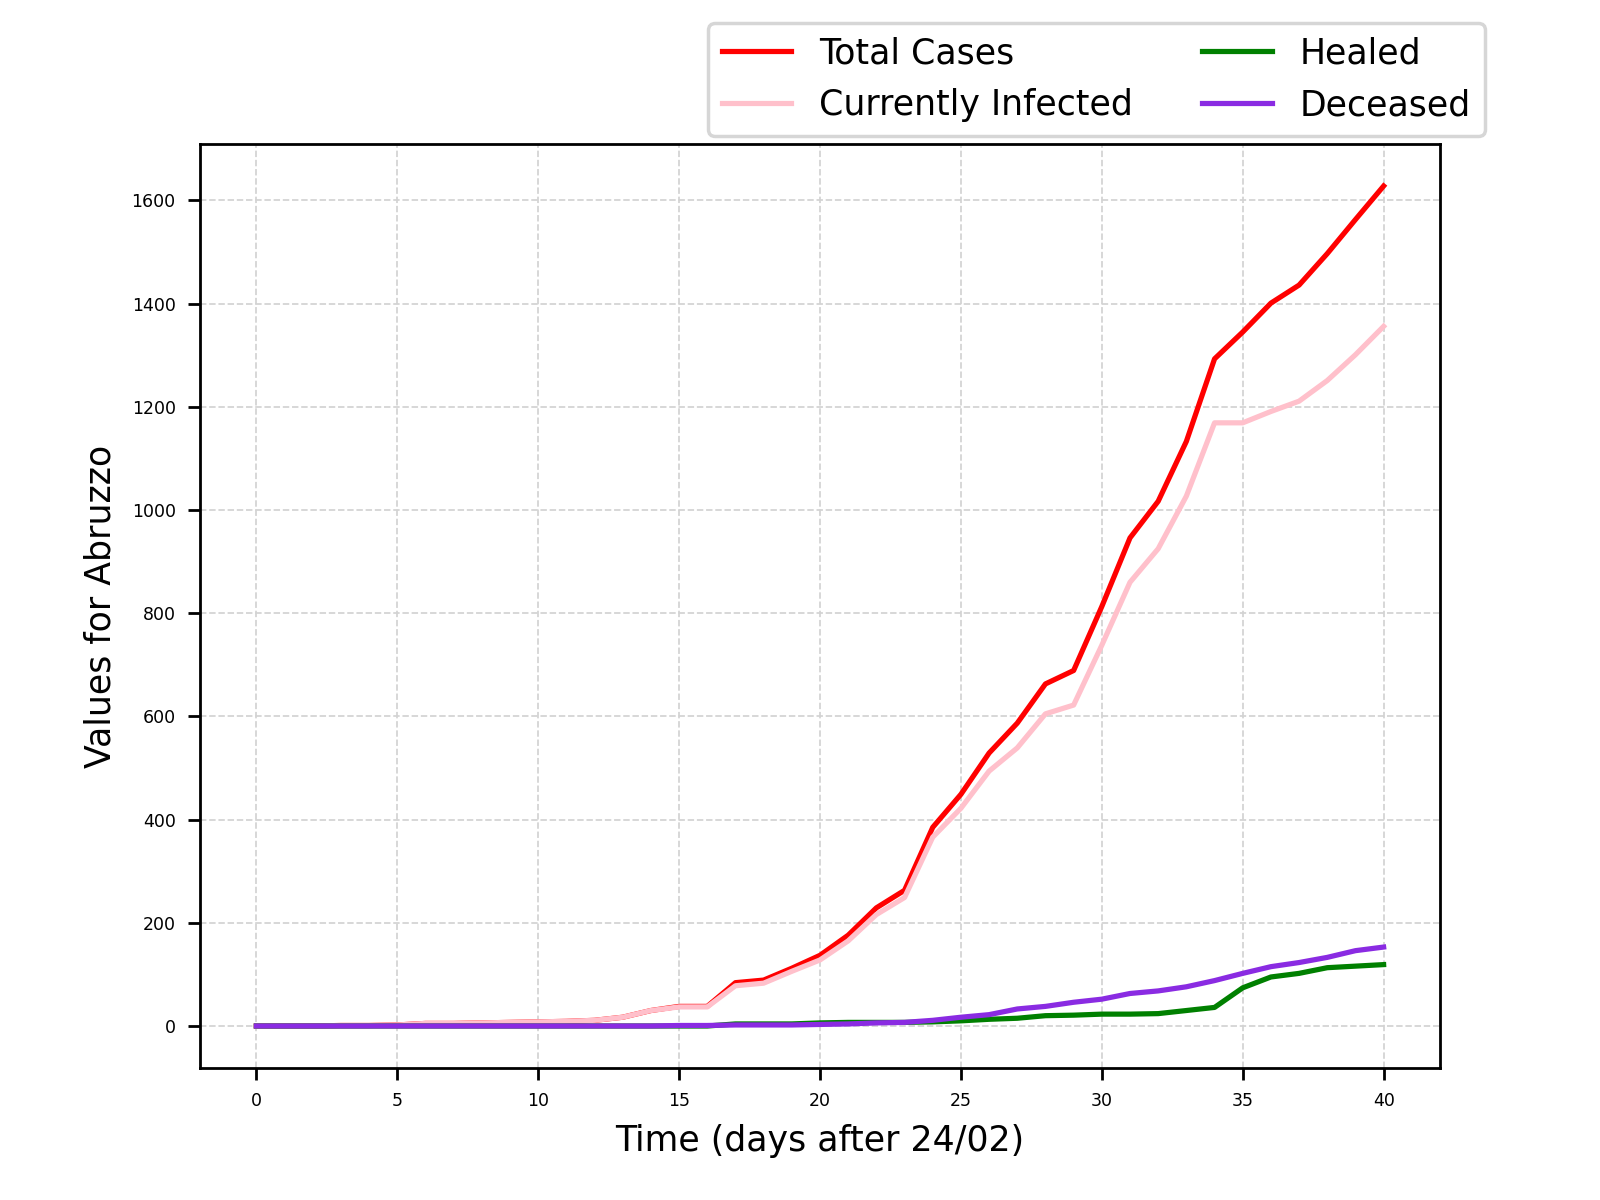 Total Cases
Currently Infected
Healed
Deceased
1600
1400
1200
1000
800
600
400
200
0
Values for Abruzzo
0 5 10 15 20 25 30 35 40
Time (days after 24/02)